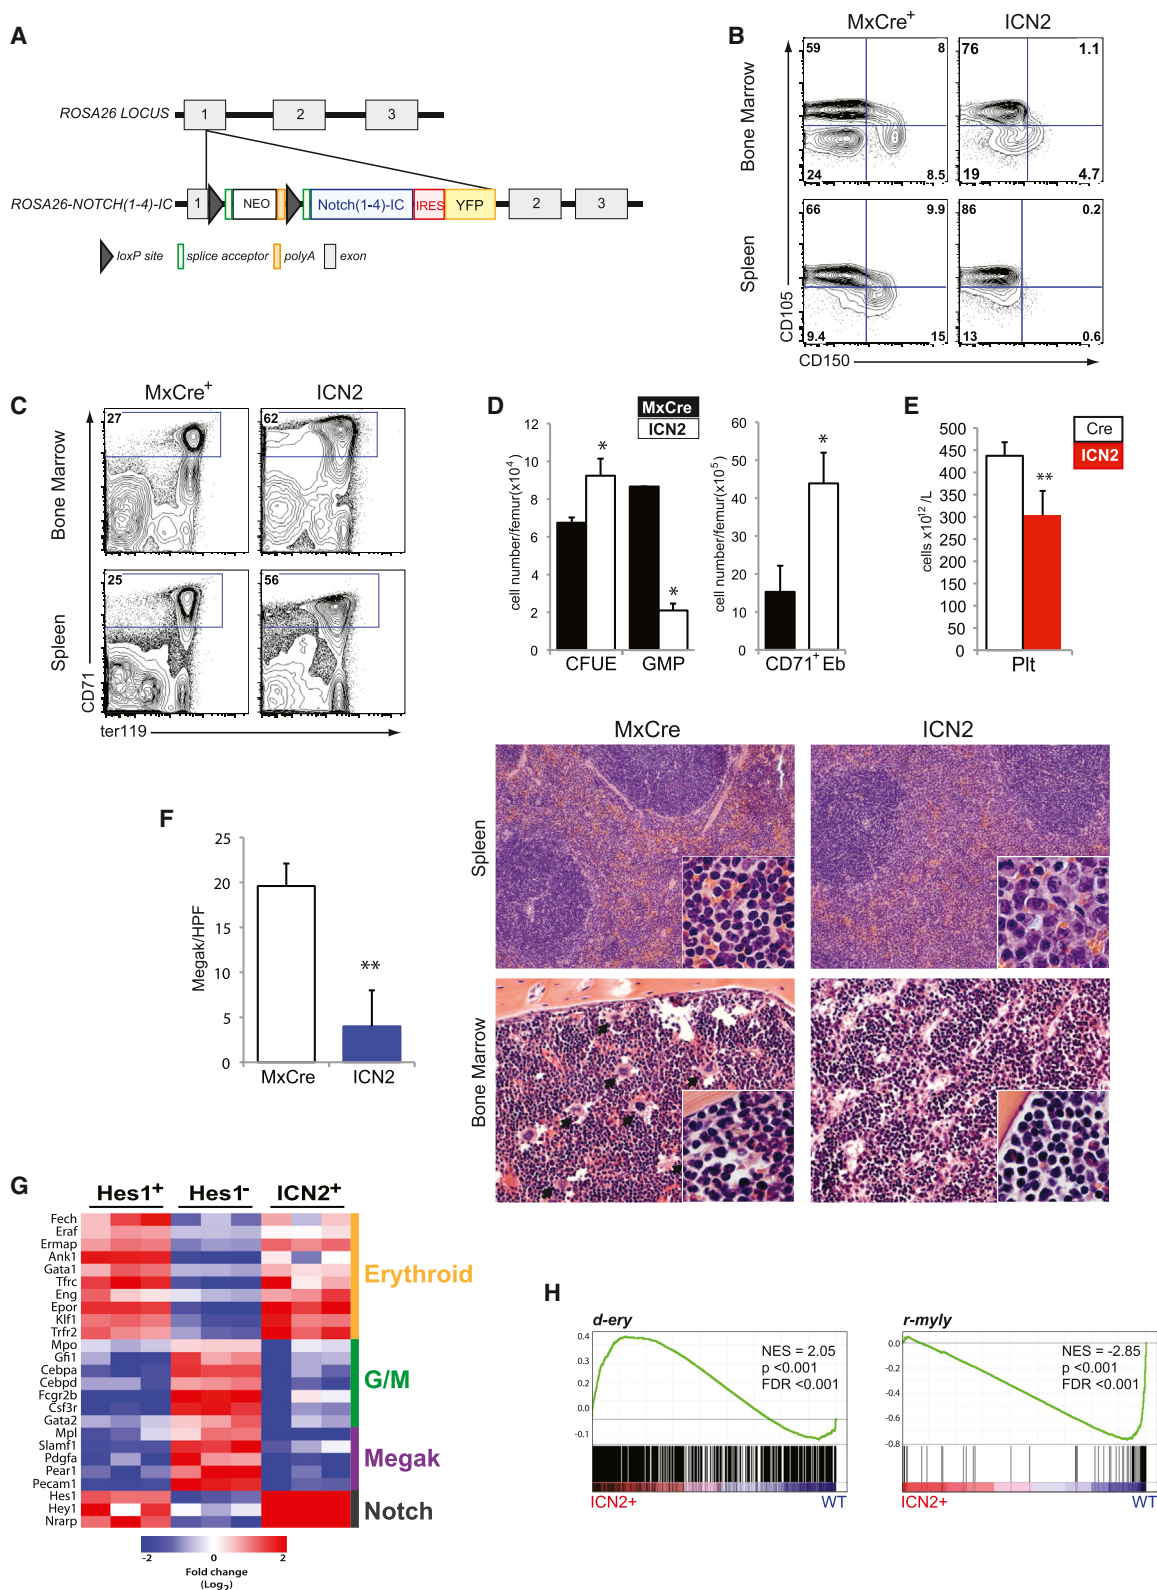 A
ROSA26 LOCUS
1
2
3
ROSA26-NOTCH(1-4)-IC
1
NEO
Notch(1-4)-IC
IRES
YFP
2
3
loxP site
splice acceptor
polyA
exon
B
MxCre+
ICN2
Bone Marrow
59
8
24
8.5
76
1.1
19
4.7
Spleen
66
9.9
9.4
15
86
0.2
13
0.6
CD105
CD150
C
MxCre+
ICN2
Bone Marrow
27
62
Spleen
25
56
CD71
ter119
D
MxCre
ICN2
cell number/femur(x10⁴)
12
10
8
6
4
2
0
*
*
CFUE
GMP
cell number/femur(x10⁵)
60
50
40
30
20
10
0
*
CD71+ Eb
E
Cre
ICN2
cells x10¹²/L
500
450
400
350
300
250
200
150
100
50
0
**
Plt
F
Megak/HPF
25
20
15
10
5
0
**
MxCre
ICN2
MxCre
ICN2
Spleen
Bone Marrow
G
Hes1+
Hes1-
ICN2+
Fech
Eraf
Ermap
Ank1
Gata1
Tfrc
Eng
Epor
Klf1
Trfr2
Mpo
Gfi1
Cebpa
Cebpd
Fcgr2b
Csf3r
Gata2
Mpl
Slamf1
Pdgfa
Pear1
Pecam1
Hes1
Hey1
Nrarp
Erythroid
G/M
Megak
Notch
-2
0
2
Fold change
(Log₂)
H
d-ery
0.4
0.3
0.2
0.1
0.0
-0.1
NES = 2.05
p <0.001
FDR <0.001
ICN2+
WT
r-myly
0.0
-0.2
-0.4
-0.6
-0.8
NES = -2.85
p <0.001
FDR <0.001
ICN2+
WT